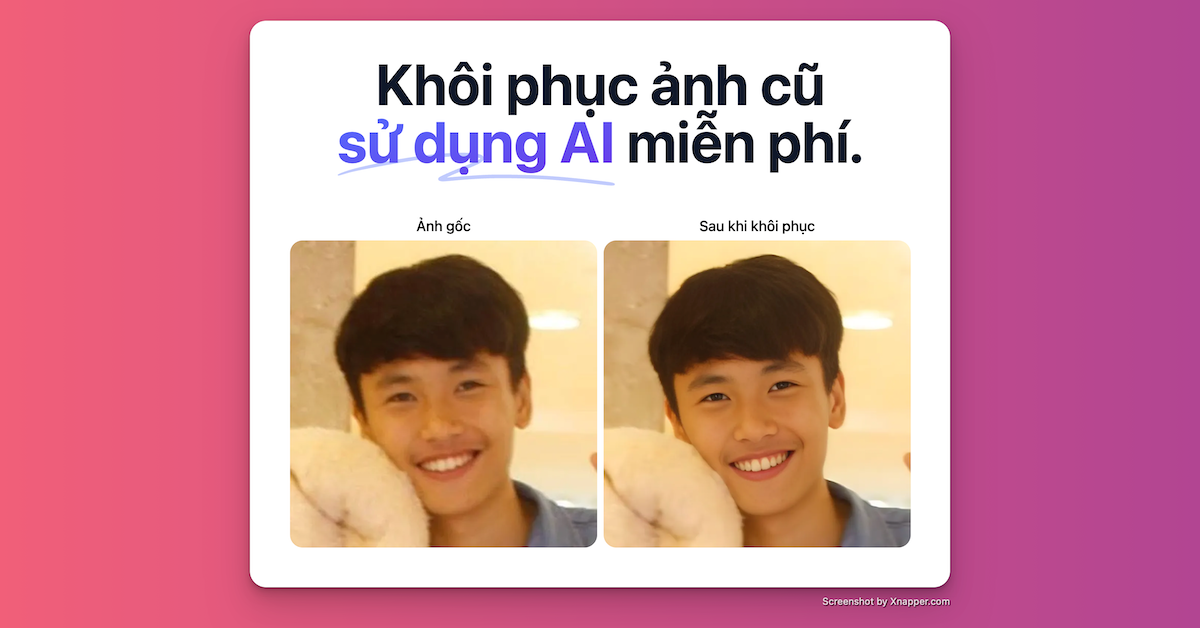 Khôi phục ảnh cũ
sử dụng AI miễn phí.
Ảnh gốc
Sau khi khôi phục
Screenshot by Xnapper.com